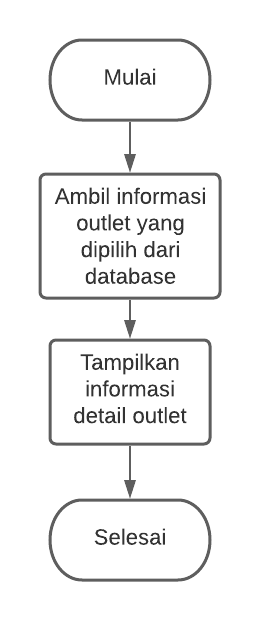 Mulai
Ambil informasi
outlet yang
dipilih dari
database
Tampilkan
informasi
detail outlet
Selesai